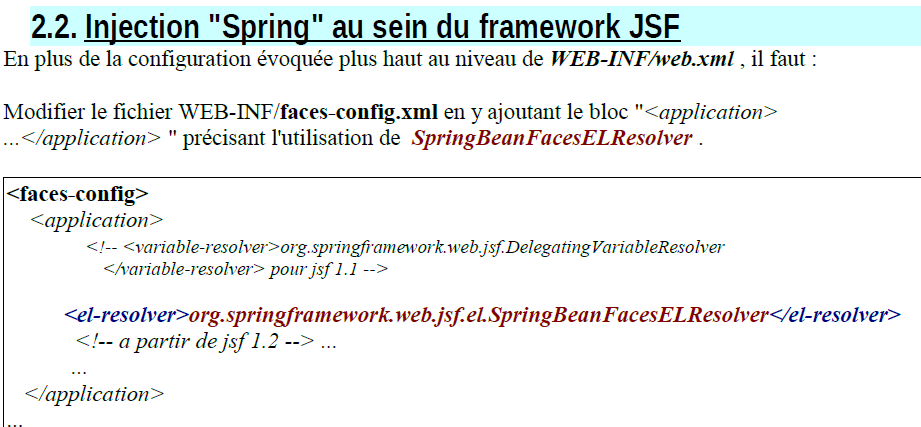 2.2. Injection "Spring" au sein du framework JSF
En plus de la configuration évoquée plus haut au niveau de WEB-INF/web.xml , il faut :
Modifier le fichier WEB-INF/faces-config.xml en y ajoutant le bloc "<application>
...</application> " précisant l'utilisation de SpringBeanFacesELResolver .
<faces-config>
<application>
<!-- <variable-resolver>org.springframework.web.jsf.DelegatingVariableResolver
</variable-resolver> pour jsf 1.1 -->
<el-resolver>org.springframework.web.jsf.el.SpringBeanFacesELResolver</el-resolver>
<!-- a partir de jsf 1.2 --> ...
...
</application>
...